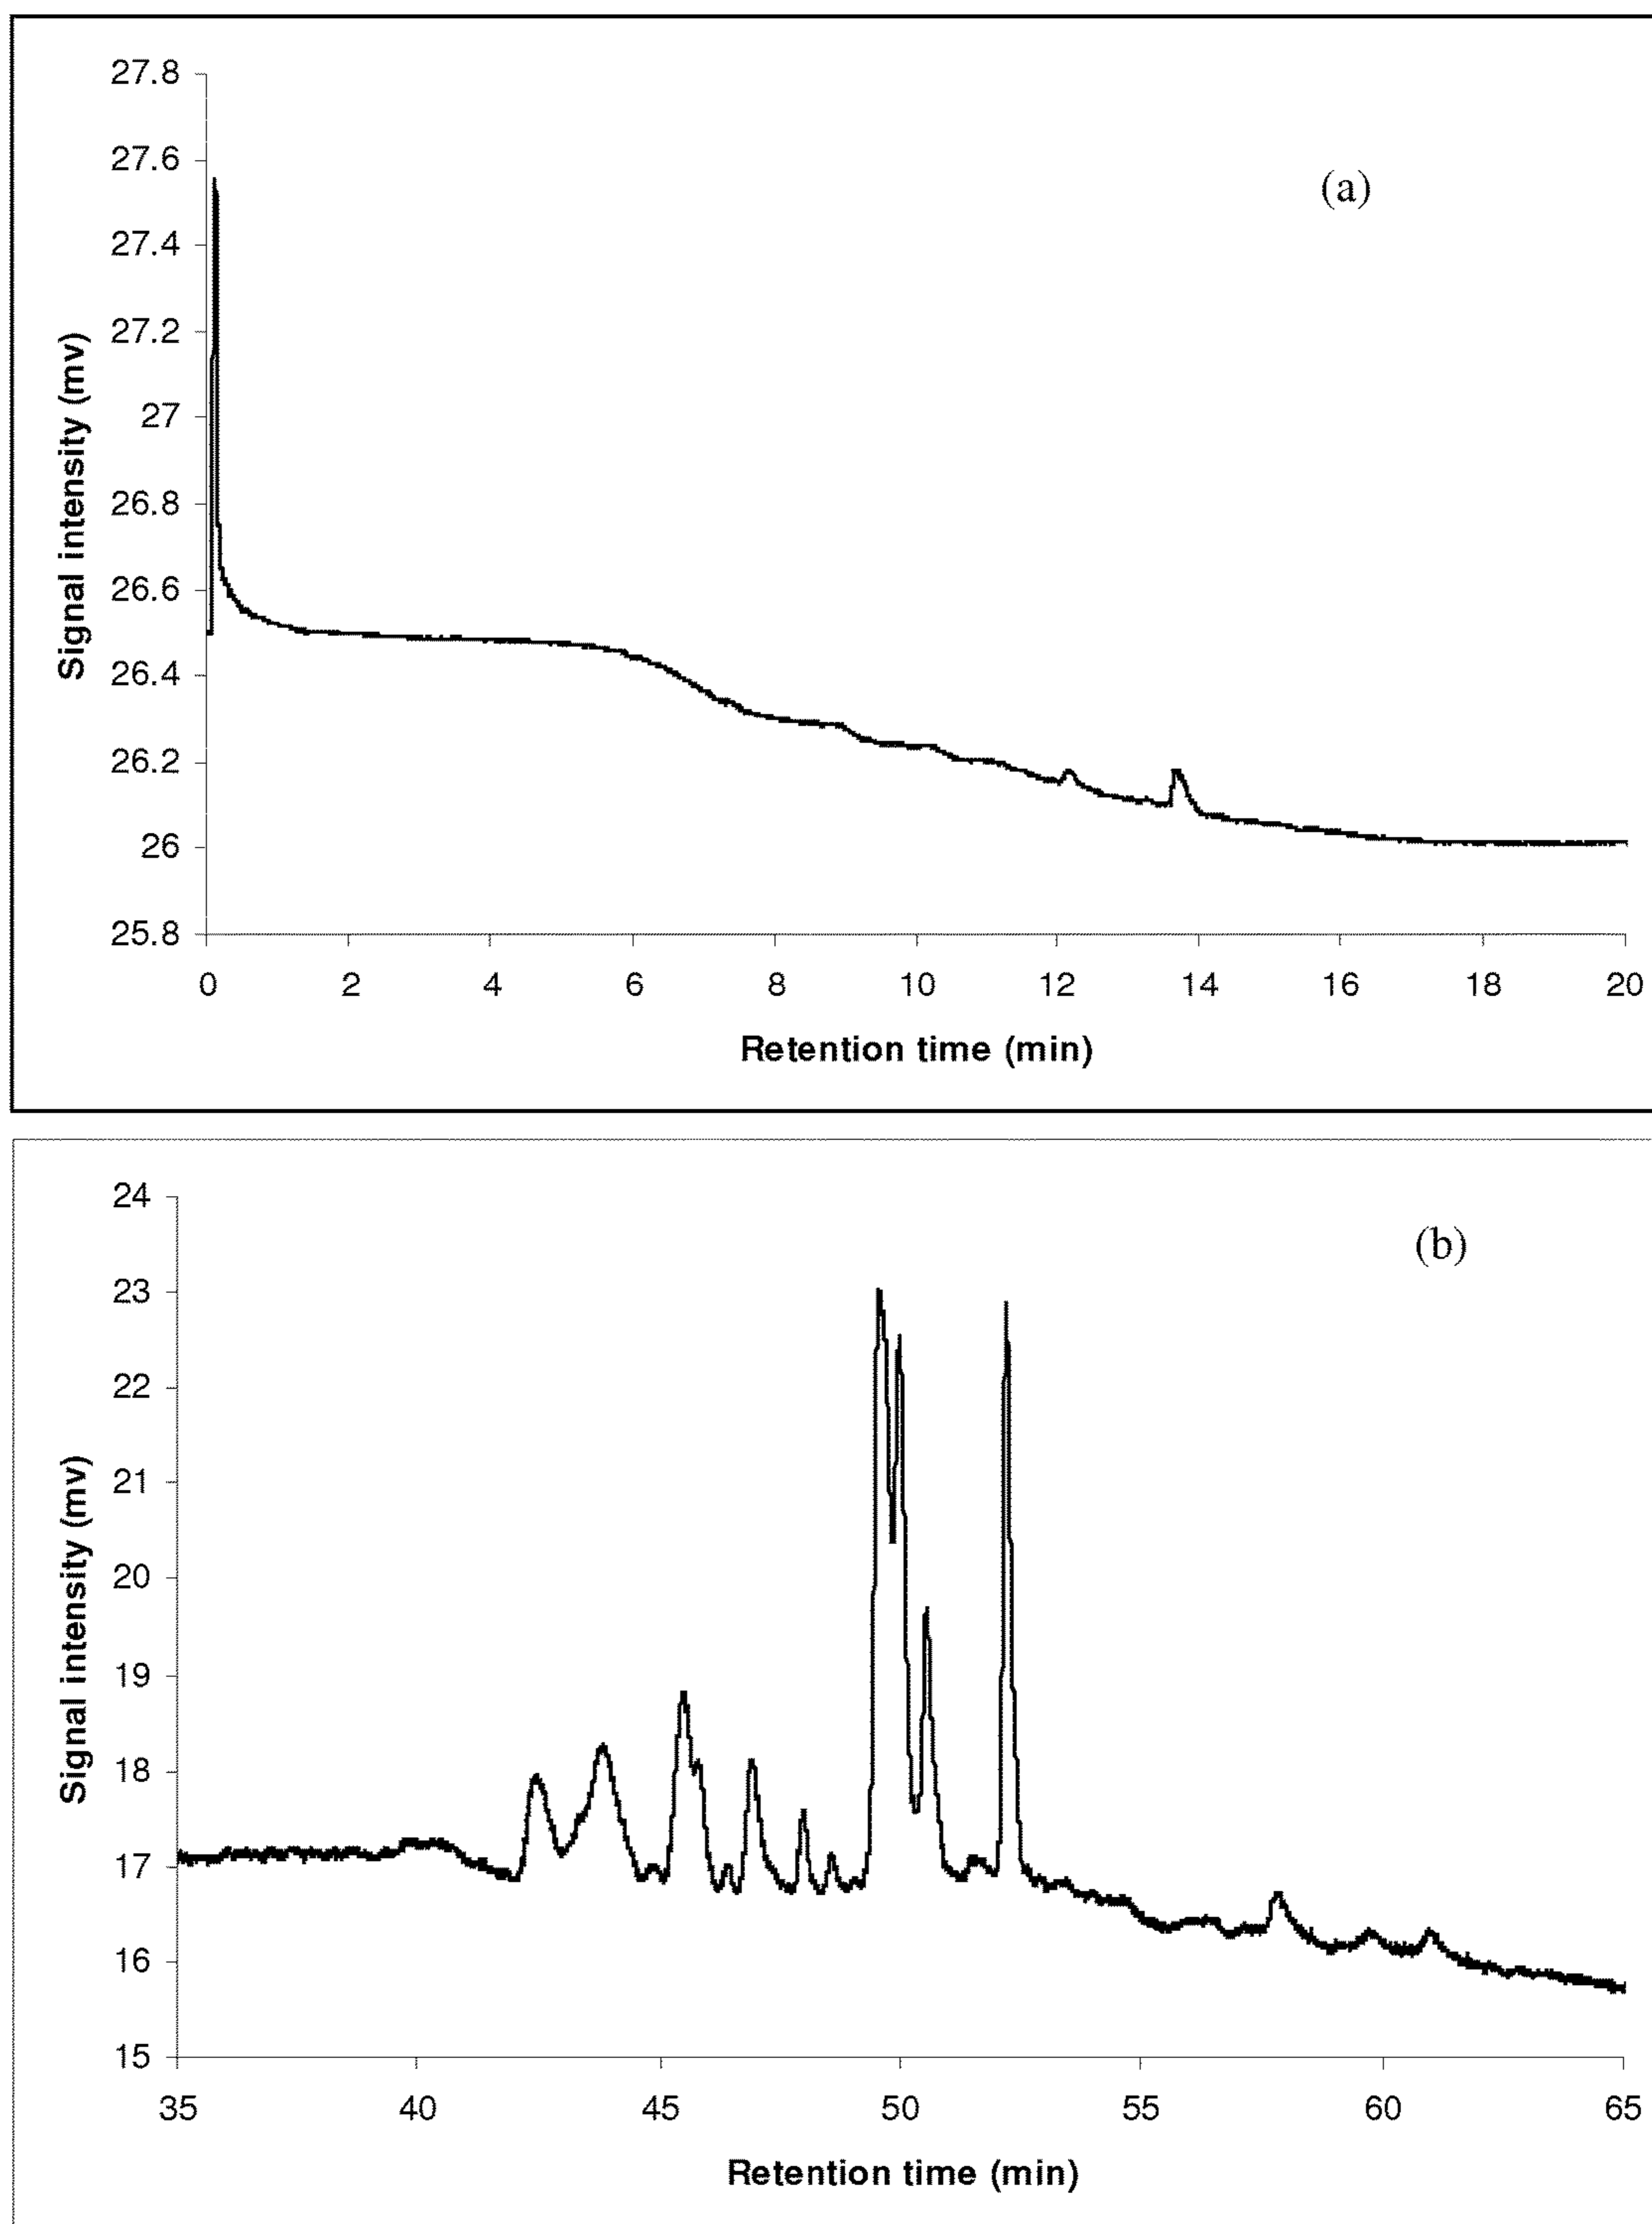 27.8
27.6
(a)
27.4
27.2
27
26.8
26.6
26.4
26.2
26
25.8
Signal intensity (mv)
0 2 4 6 8 10 12 14 16 18 20
Retention time (min)
24
(b)
23
22
21
20
19
18
17
16
15
Signal intensity (mv)
35 40 45 50 55 60 65
Retention time (min)